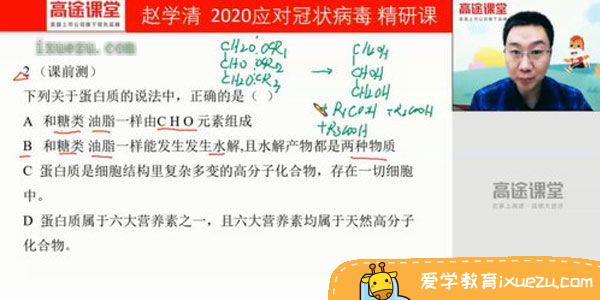 高途课堂
赵学清 2020应对冠状病毒 精研课
高途课堂
ixuezu.com
2（课前测）
下列关于蛋白质的说法中，正确的是（ ）
A 和糖类 油脂一样由C H O元素组成
B 和糖类 油脂一样能发生发生水解,且水解产物都是两种物质
C 蛋白质是细胞结构里复杂多变的高分子化合物，存在一切细胞
中。
D 蛋白质属于六大营养素之一，且六大营养素均属于天然高分子
化合物。
CH2OH
CHOH
CH2OH
+R3COOH
高途课堂
爱学教育ixuezu.com